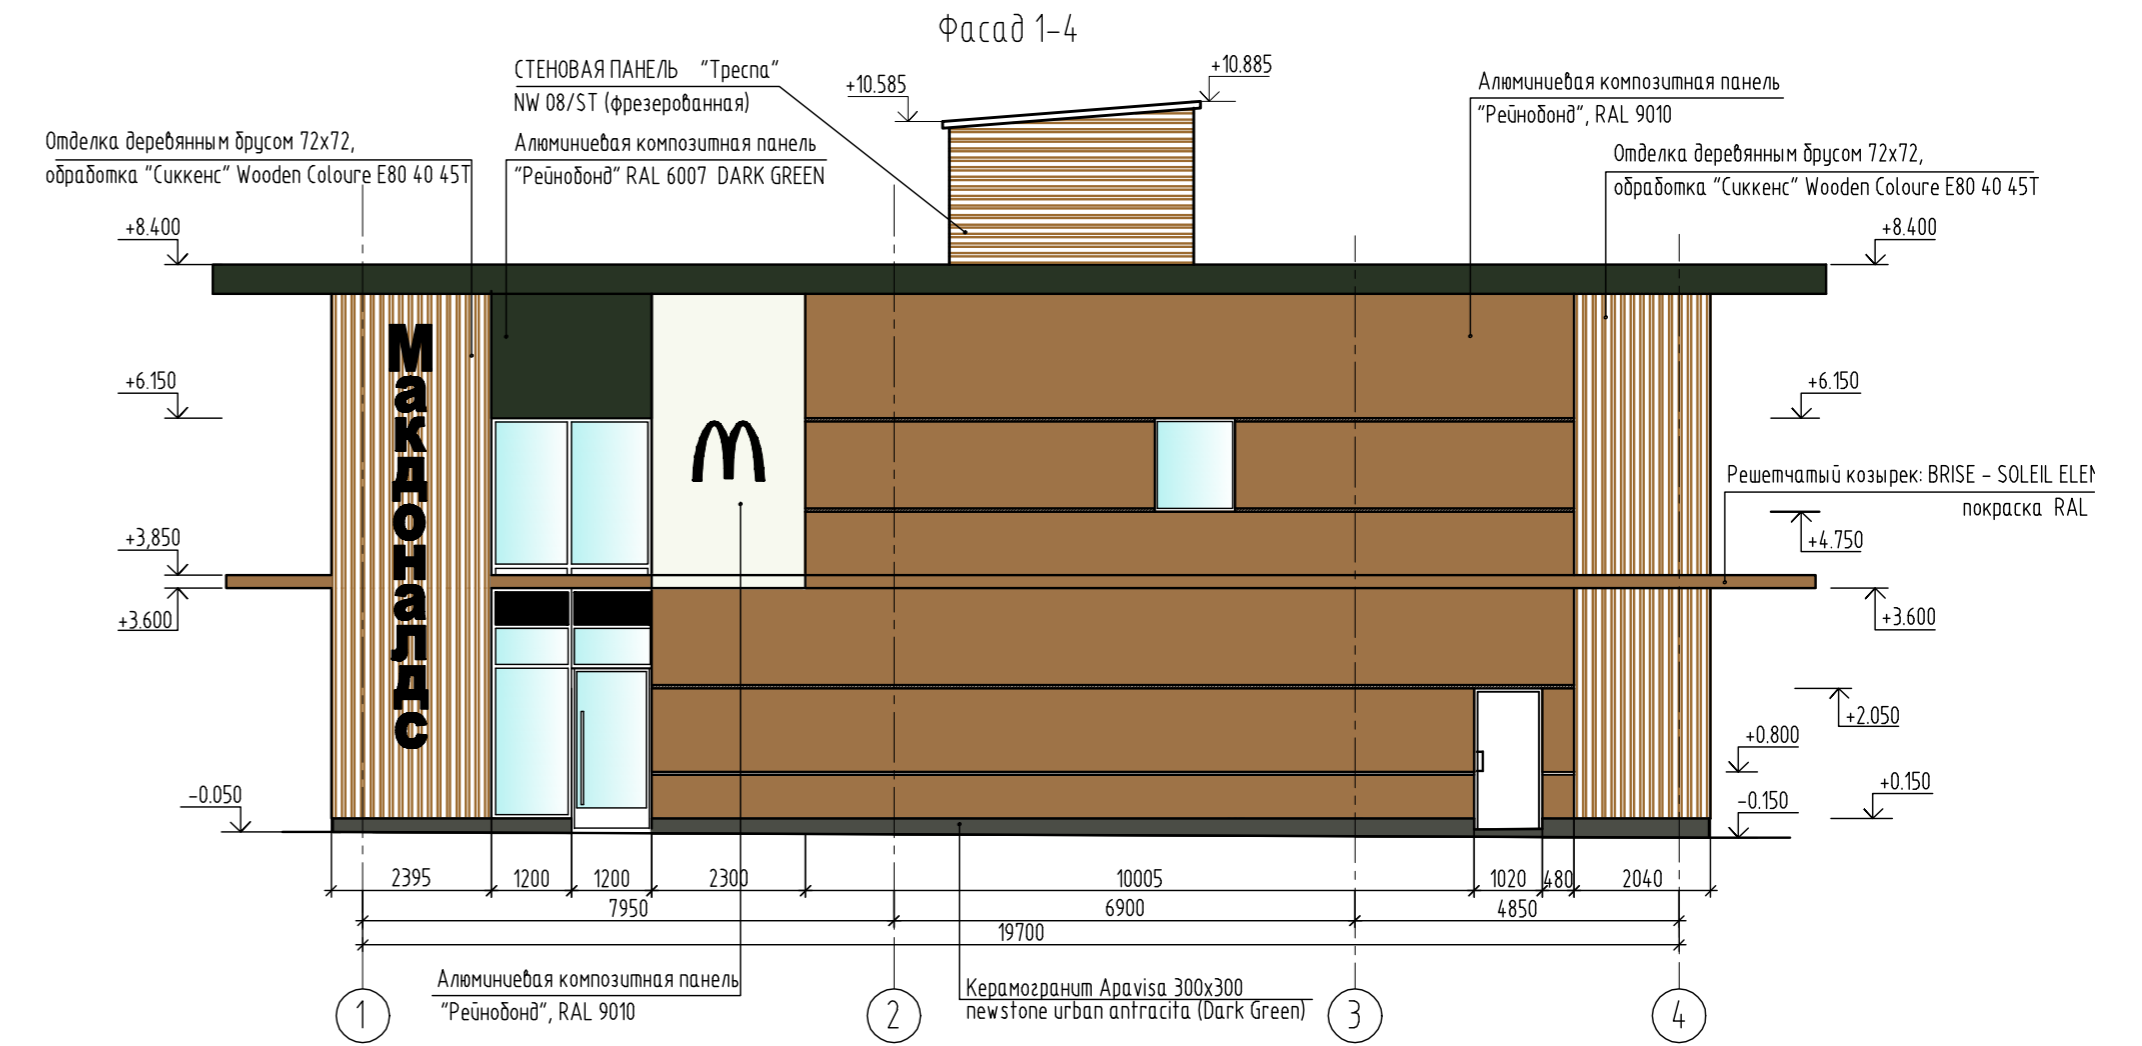 Фасад 1-4
СТЕНОВАЯ ПАНЕЛЬ "Треспа"
NW 08/ST (фрезерованная)
+10.585
+10.885
Алюминиевая композитная панель
"Рейнобонд", RAL 9010
Отделка деревянным брусом 72x72,
обработка "Сиккенс" Wooden Coloure E80 40 45T
Алюминиевая композитная панель
"Рейнобонд" RAL 6007 DARK GREEN
Отделка деревянным брусом 72x72,
обработка "Сиккенс" Wooden Coloure E80 40 45T
+8.400
+8.400
Макдоналдс
+6.150
+6.150
Решетчатый козырек: BRISE - SOLEIL
покраска RAL
+3,850
+4.750
+3.600
+3.600
+2.050
+0.800
-0.050
-0.150
+0.150
2395
1200
1200
2300
10005
1020
480
2040
7950
6900
4850
19700
Алюминиевая композитная панель
"Рейнобонд", RAL 9010
Керамогранит Apavisa 300x300
newstone urban antracita (Dark Green)
1
2
3
4